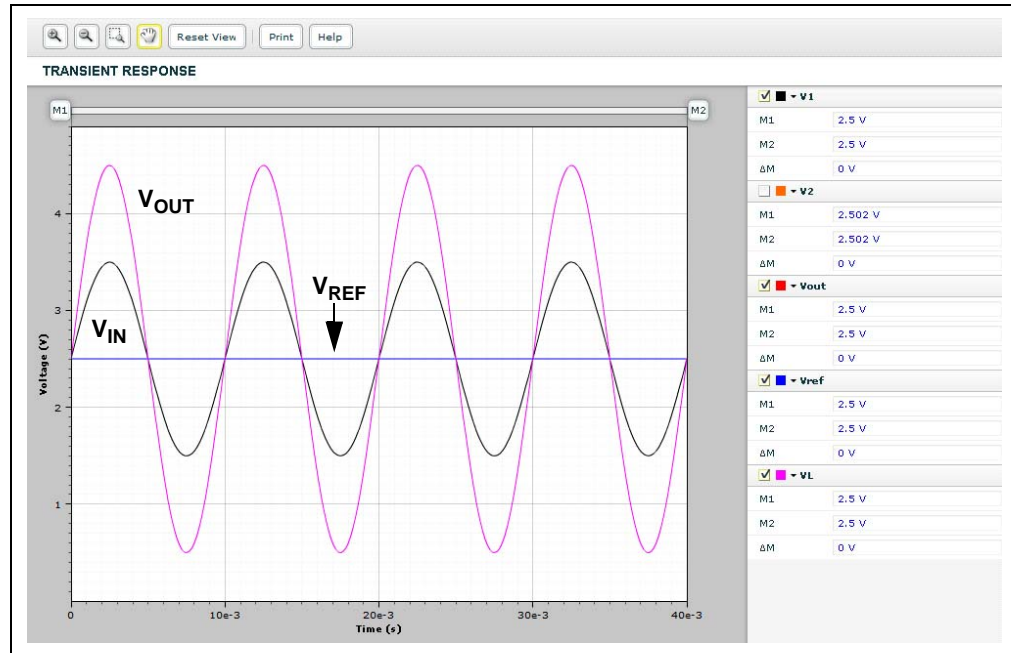 Reset View Print Help
TRANSIENT RESPONSE
M1 M2
V_OUT
V_REF
V_IN
Voltage (V)
4
3
2
1
0 10e-3 20e-3 30e-3 40e-3
Time (s)
V1
M1 2.5 V
M2 2.5 V
ΔM 0 V
V2
M1 2.502 V
M2 2.502 V
ΔM 0 V
Vout
M1 2.5 V
M2 2.5 V
ΔM 0 V
Vref
M1 2.5 V
M2 2.5 V
ΔM 0 V
VL
M1 2.5 V
M2 2.5 V
ΔM 0 V